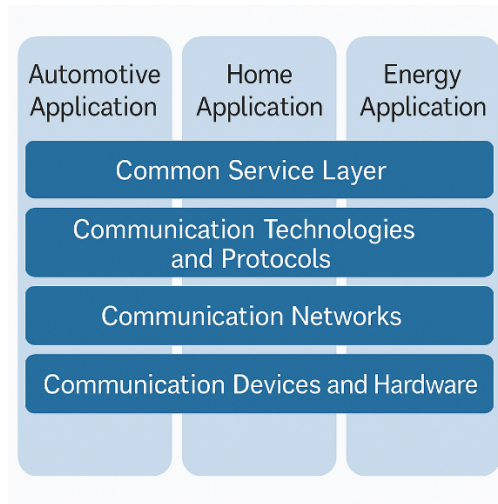 Automotive
Application
Home
Application
Energy
Application
Common Service Layer
Communication Technologies
and Protocols
Communication Networks
Communication Devices and Hardware